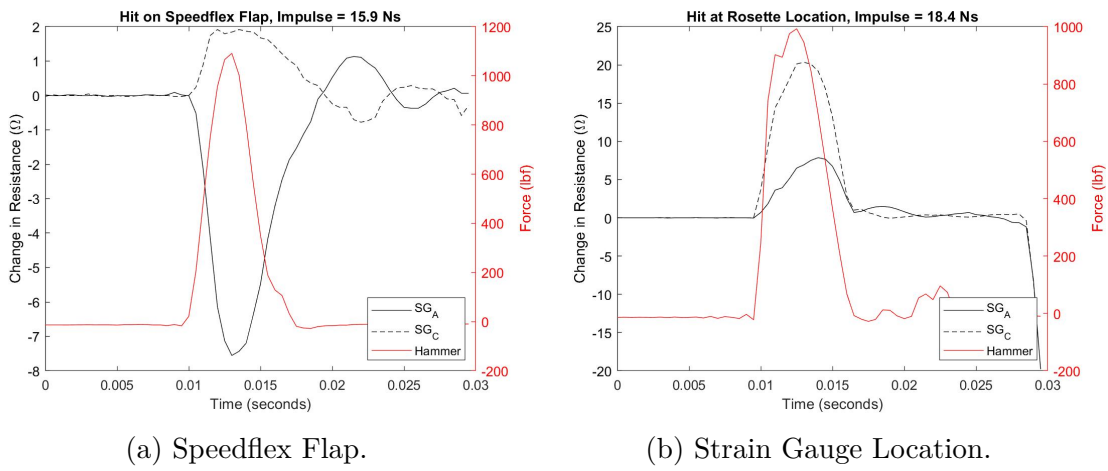 Hit on Speedflex Flap, Impulse = 15.9 Ns
2
1
0
-1
-2
-3
-4
-5
-6
-7
-8
Change in Resistance (Ω)
1200
1000
800
600
400
200
0
-200
Force (lbf)
SG_A
SG_C
Hammer
0 0.005 0.01 0.015 0.02 0.025 0.03
Time (seconds)
(a) Speedflex Flap.
Hit at Rosette Location, Impulse = 18.4 Ns
25
20
15
10
5
0
-5
-10
-15
-20
Change in Resistance (Ω)
1000
800
600
400
200
0
-200
Force (lbf)
SG_A
SG_C
Hammer
0 0.005 0.01 0.015 0.02 0.025 0.03
Time (seconds)
(b) Strain Gauge Location.